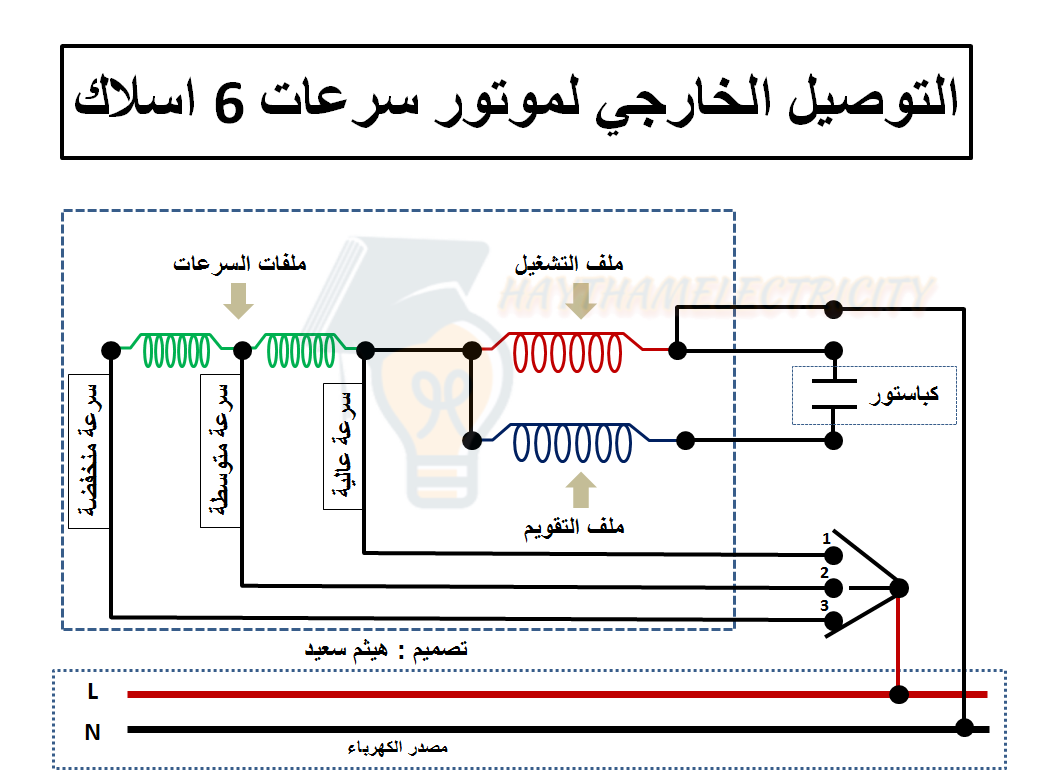 التوصيل الخارجي لموتور سرعات 6 اسلاك
ملفات السرعات
ملف التشغيل
HAYTHAMELECTRICITY
كباستور
سرعة منخفضة
سرعة متوسطة
سرعة عالية
ملف التقويم
1
2
3
تصميم : هيثم سعيد
L
N
مصدر الكهرباء